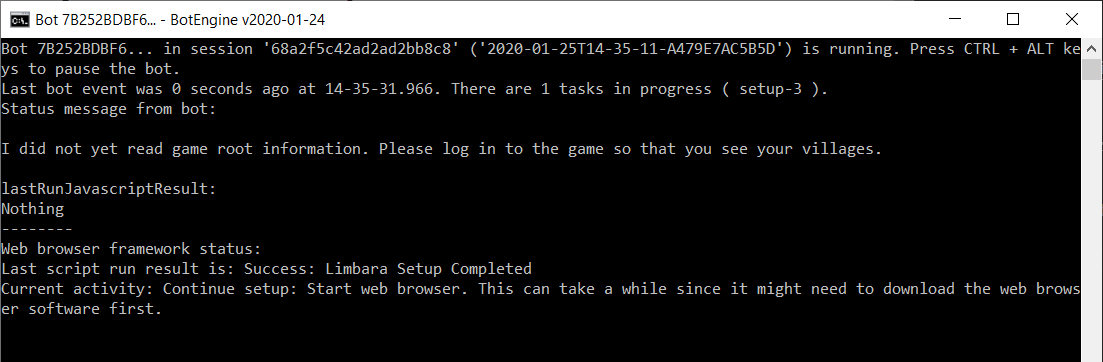 Bot 7B252BDBF6... - BotEngine v2020-01-24
Bot 7B252BDBF6... in session '68a2f5c42ad2ad2bb8c8' ('2020-01-25T14-35-11-A479E7AC5B5D') is running. Press CTRL + ALT ke
ys to pause the bot.
Last bot event was 0 seconds ago at 14-35-31.966. There are 1 tasks in progress ( setup-3 ).
Status message from bot:
I did not yet read game root information. Please log in to the game so that you see your villages.
lastRunJavascriptResult:
Nothing
--------
Web browser framework status:
Last script run result is: Success: Limbara Setup Completed
Current activity: Continue setup: Start web browser. This can take a while since it might need to download the web brows
er software first.